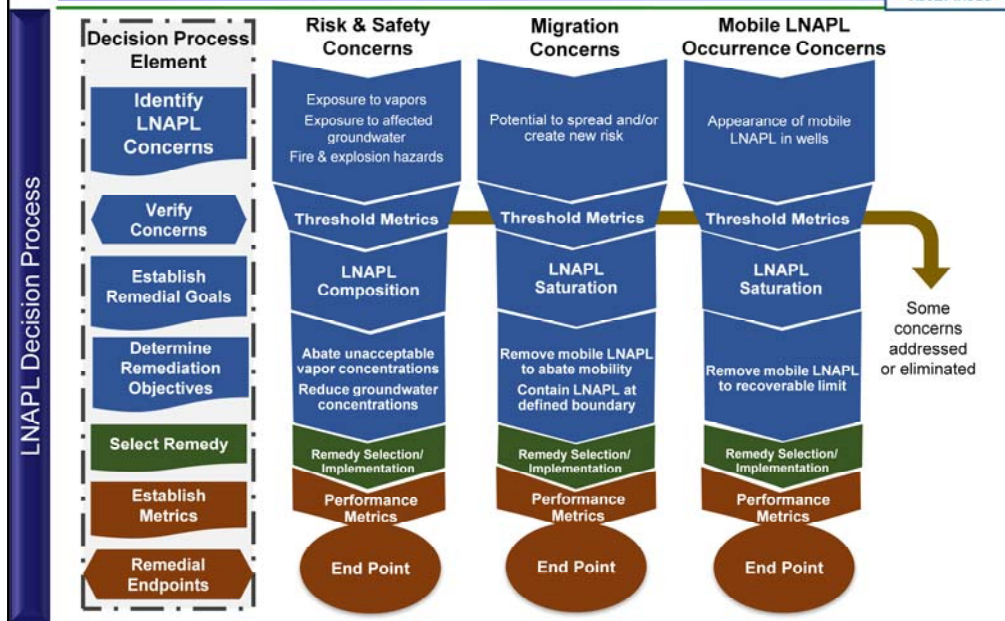 LNAPL Decision Process
Decision Process
Element
Identify
LNAPL
Concerns
Verify
Concerns
Establish
Remedial Goals
Determine
Remediation
Objectives
Select Remedy
Establish
Metrics
Remedial
Endpoints
Risk & Safety
Concerns
Exposure to vapors
Exposure to affected
groundwater
Fire & explosion hazards
Threshold Metrics
LNAPL
Composition
Abate unacceptable
vapor concentrations
Reduce groundwater
concentrations
Remedy Selection/
Implementation
Performance
Metrics
End Point
Migration
Concerns
Potential to spread and/or
create new risk
Threshold Metrics
LNAPL
Saturation
Remove mobile LNAPL
to abate mobility
Contain LNAPL at
defined boundary
Remedy Selection/
Implementation
Performance
Metrics
End Point
Mobile LNAPL
Occurrence Concerns
Appearance of mobile
LNAPL in wells
Threshold Metrics
LNAPL
Saturation
Remove mobile LNAPL
to recoverable limit
Remedy Selection/
Implementation
Performance
Metrics
End Point
Some
concerns
addressed
or eliminated